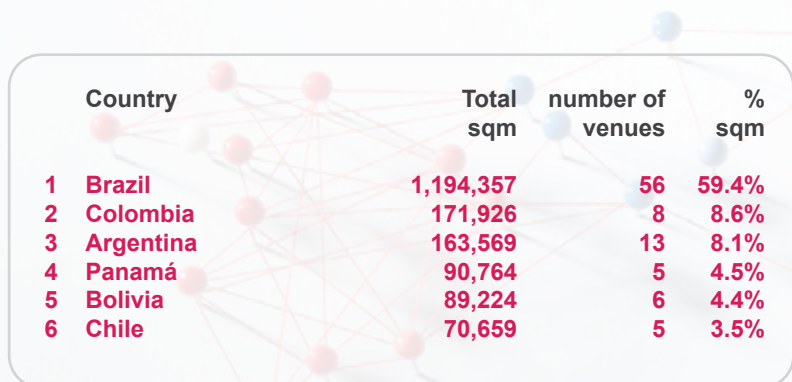 Country Total number of %
sqm venues sqm
1 Brazil 1,194,357 56 59.4%
2 Colombia 171,926 8 8.6%
3 Argentina 163,569 13 8.1%
4 Panamá 90,764 5 4.5%
5 Bolivia 89,224 6 4.4%
6 Chile 70,659 5 3.5%